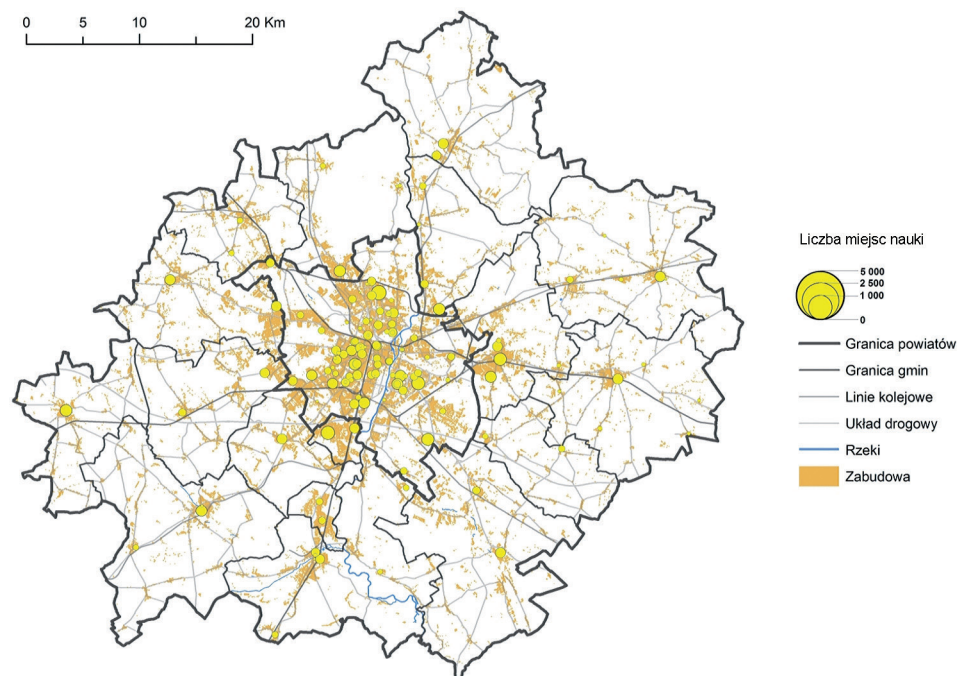 0 5 10 20 Km
Liczba miejsc nauki
5 000
2 500
1 000
0
Granica powiatów
Granica gmin
Linie kolejowe
Układ drogowy
Rzeki
Zabudowa